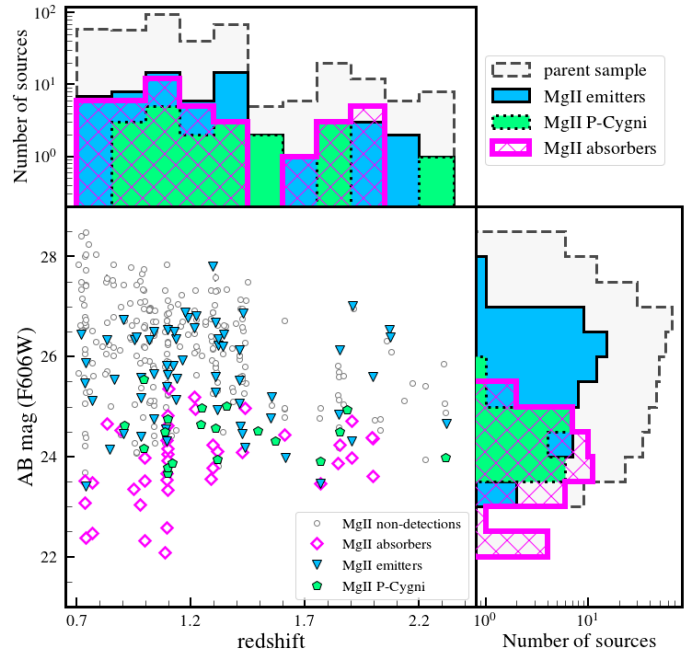 10²
10¹
10⁰
Number of sources
parent sample
MgII emitters
MgII P-Cygni
MgII absorbers
28
26
24
22
AB mag (F606W)
MgII non-detections
MgII absorbers
MgII emitters
MgII P-Cygni
0.7 1.2 1.7 2.2
redshift
10⁰ 10¹
Number of sources